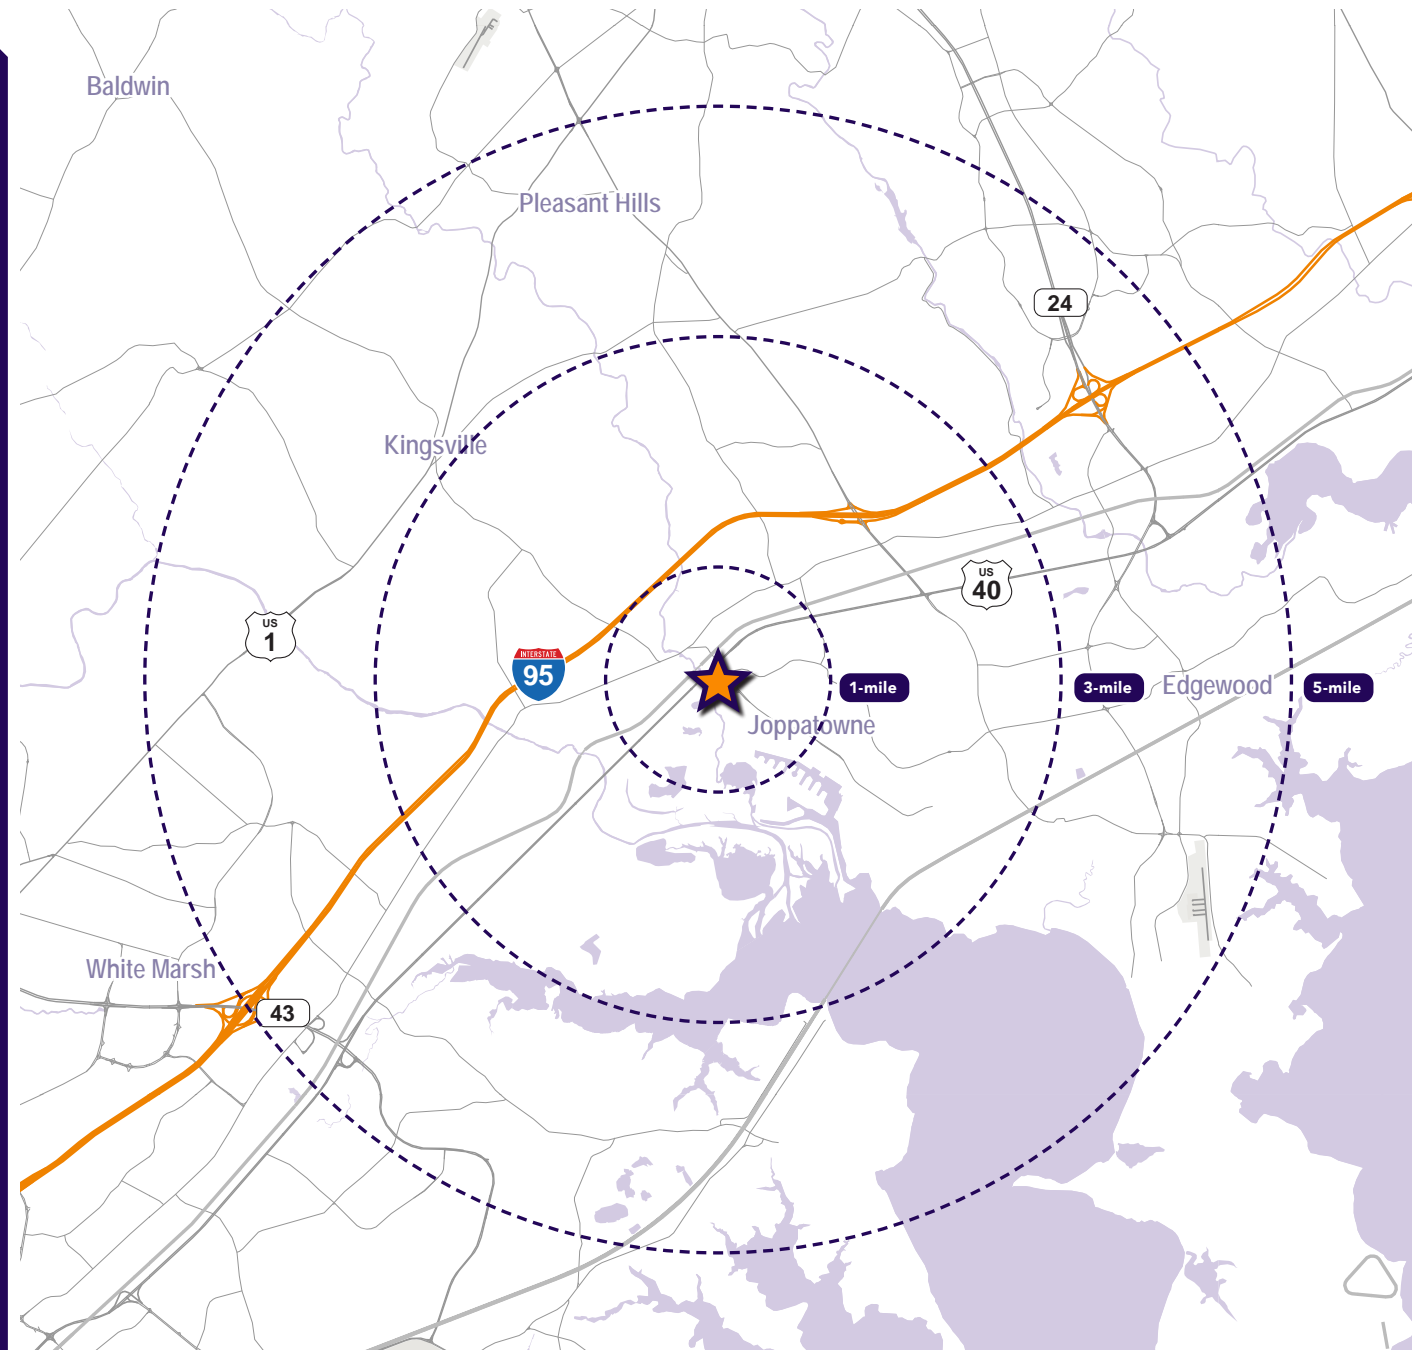 Baldwin
Pleasant Hills
24
Kingsville
US
40
US
1
INTERSTATE
95
1-mile
3-mile
Edgewood
5-mile
Joppatowne
White Marsh
43